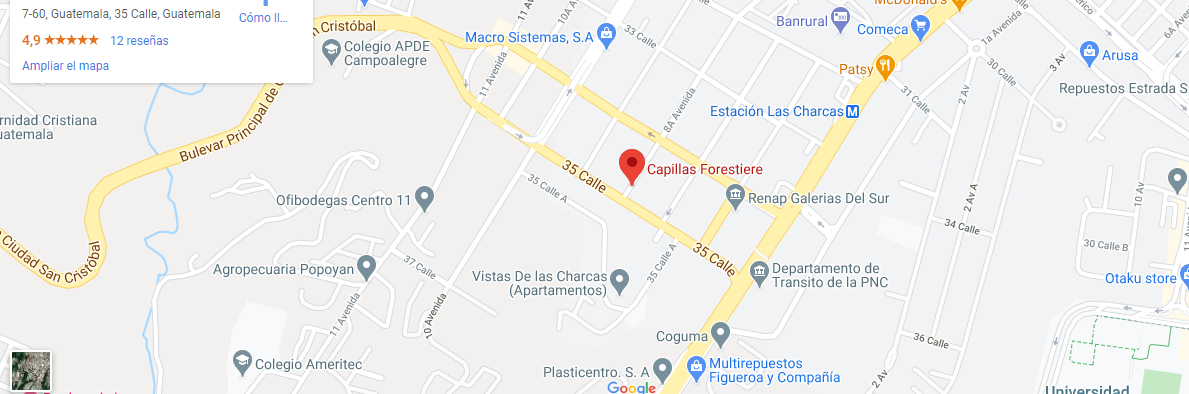 7-60, Guatemala, 35 Calle, Guatemala
Cómo ll...
4,9
12 reseñas
Ampliar el mapa
Cristóbal
Colegio APDE
Campoalegre
Macro Sistemas, S.A
10A Avenida
33 Calle
Banrural
McDonald's
Comeca
1a Avenida
6A Avenida
3 Av
Arusa
30 Calle
Repuestos Estrada S
Patsy
31 Calle
2 Av
Estación Las Charcas
M
11 Avenida
8A Avenida
Bulevar Principal de C
rnidad Cristiana
uatemala
35 Calle
Capillas Forestiere
35 Calle A
Renap Galerias Del Sur
Ofibodegas Centro 11
2 Av A
10 Av
34 Calle
30 Calle B
11 Aven
Ciudad San Cristóbal
37 Calle
Agropecuaria Popoyan
35 Calle
35 Calle A
Vistas De las Charcas
(Apartamentos)
Departamento de
Transito de la PNC
Otaku store
11 Avenida
10 Avenida
Coguma
36 Calle
Colegio Ameritec
Plasticentro. S. A
Multirepuestos
Figueroa y Compañía
2 Av
Google
Universidad